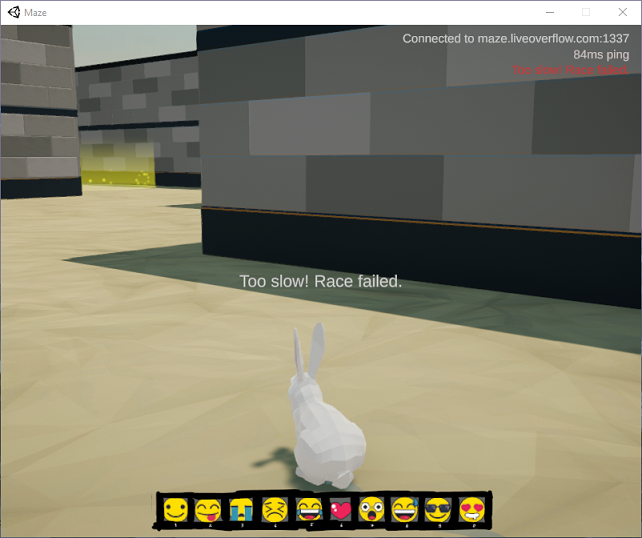 Maze
Connected to maze.liveoverflow.com:1337
84ms ping
Too slow! Race failed.
Too slow! Race failed.